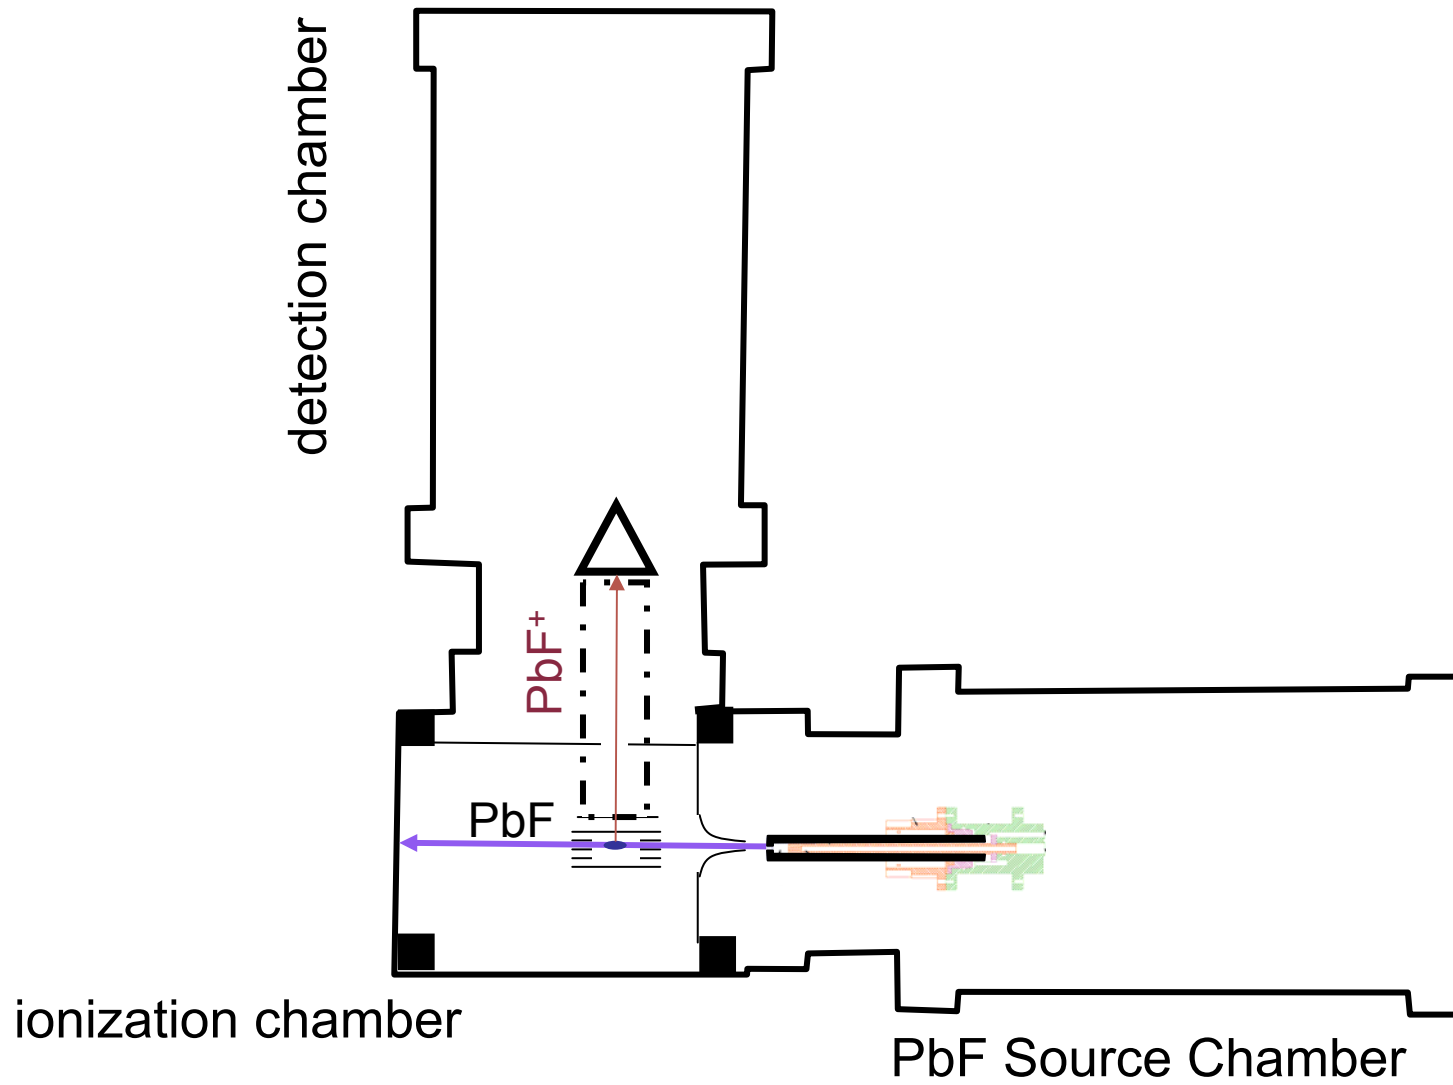 detection chamber
PbF⁺
PbF
ionization chamber
PbF Source Chamber